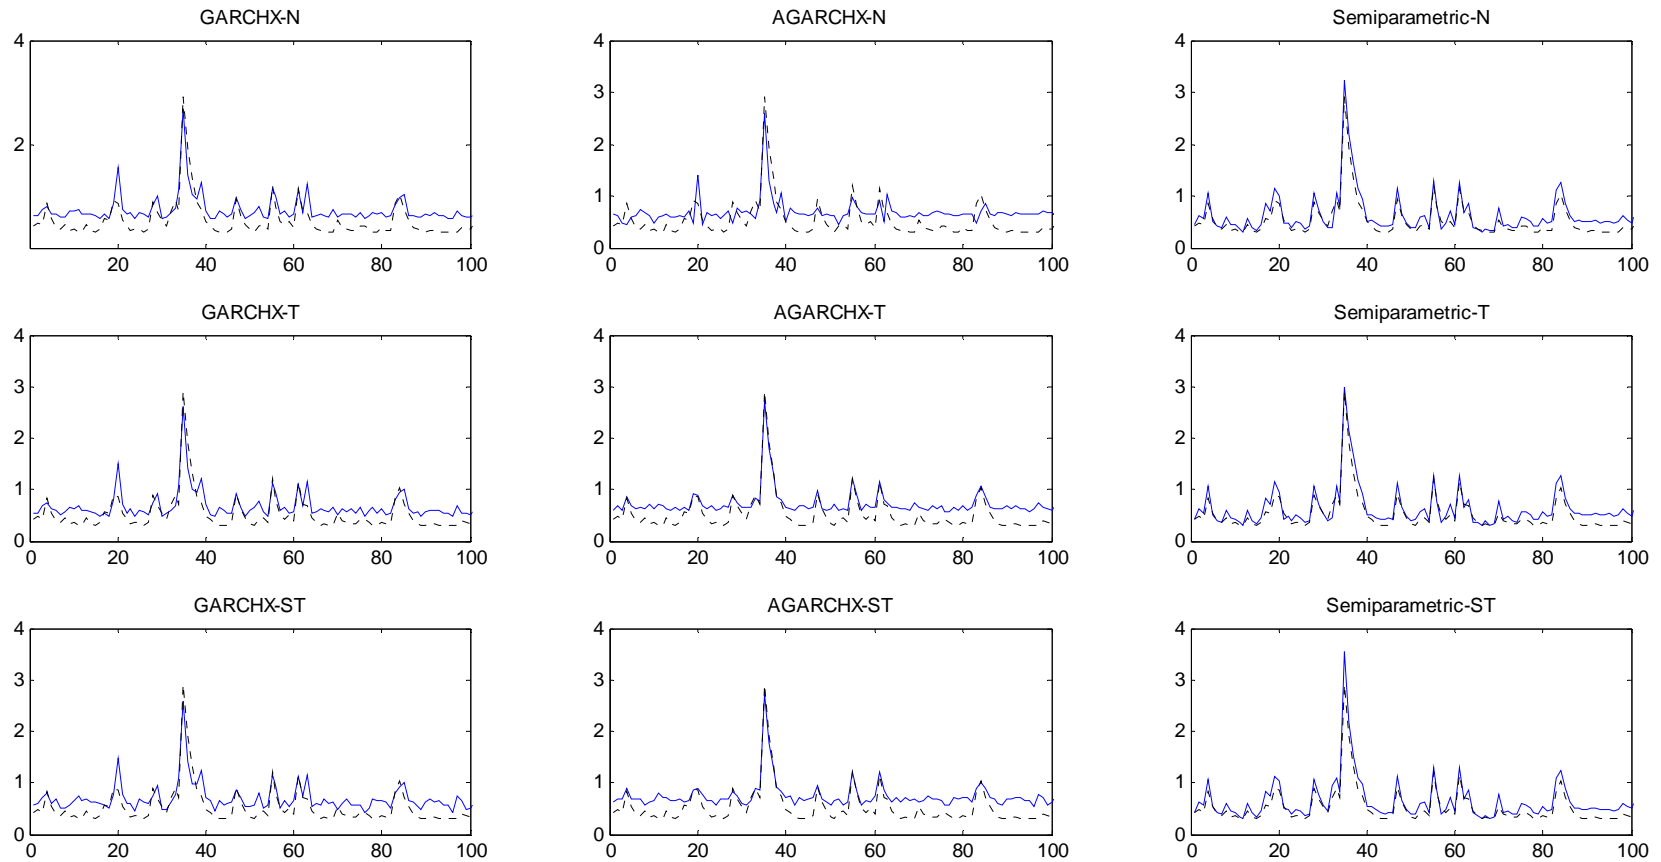 GARCHX-N
AGARCHX-N
Semiparametric-N
4
2
20 40 60 80 100
4
3
2
1
0
0 20 40 60 80 100
4
3
2
1
0
0 20 40 60 80 100
GARCHX-T
AGARCHX-T
Semiparametric-T
4
3
2
1
0
0 20 40 60 80 100
4
3
2
1
0
0 20 40 60 80 100
4
3
2
1
0
0 20 40 60 80 100
GARCHX-ST
AGARCHX-ST
Semiparametric-ST
4
3
2
1
0
0 20 40 60 80 100
4
3
2
1
0
0 20 40 60 80 100
4
3
2
1
0
0 20 40 60 80 100